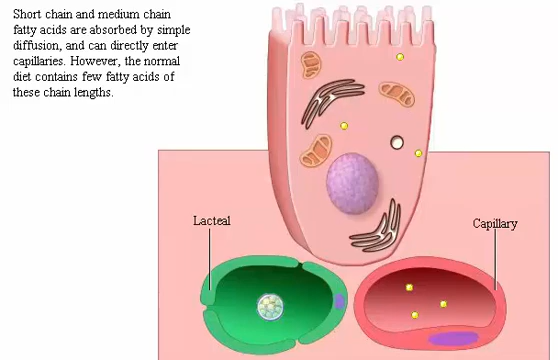 Short chain and medium chain
fatty acids are absorbed by simple
diffusion, and can directly enter
capillaries. However, the normal
diet contains few fatty acids of
these chain lengths.
Lacteal
Capillary